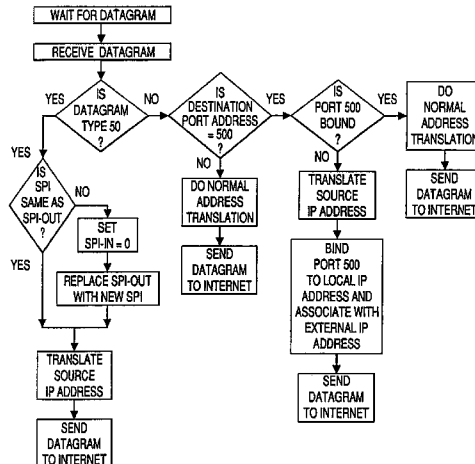 WAIT FOR DATAGRAM
RECEIVE DATAGRAM
YES
IS
DATAGRAM
TYPE 50
?
NO
IS
DESTINATION
PORT ADDRESS
= 500
?
YES
IS
PORT 500
BOUND
?
YES
DO
NORMAL
ADDRESS
TRANSLATION
SEND
DATAGRAM
TO INTERNET
YES
IS
SPI
SAME AS
SPI-OUT
?
NO
SET
SPI-IN = 0
REPLACE SPI-OUT
WITH NEW SPI
YES
TRANSLATE
SOURCE
IP ADDRESS
SEND
DATAGRAM
TO INTERNET
NO
DO NORMAL
ADDRESS
TRANSLATION
SEND
DATAGRAM
TO INTERNET
NO
TRANSLATE
SOURCE
IP ADDRESS
BIND
PORT 500
TO LOCAL IP
ADDRESS AND
ASSOCIATE WITH
EXTERNAL IP
ADDRESS
SEND
DATAGRAM
TO INTERNET